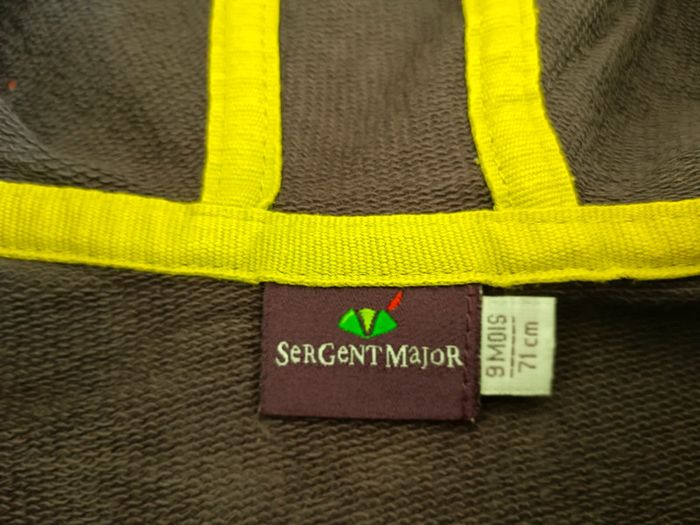 SerGeNT MaJoR
9 MOIS
71 cm